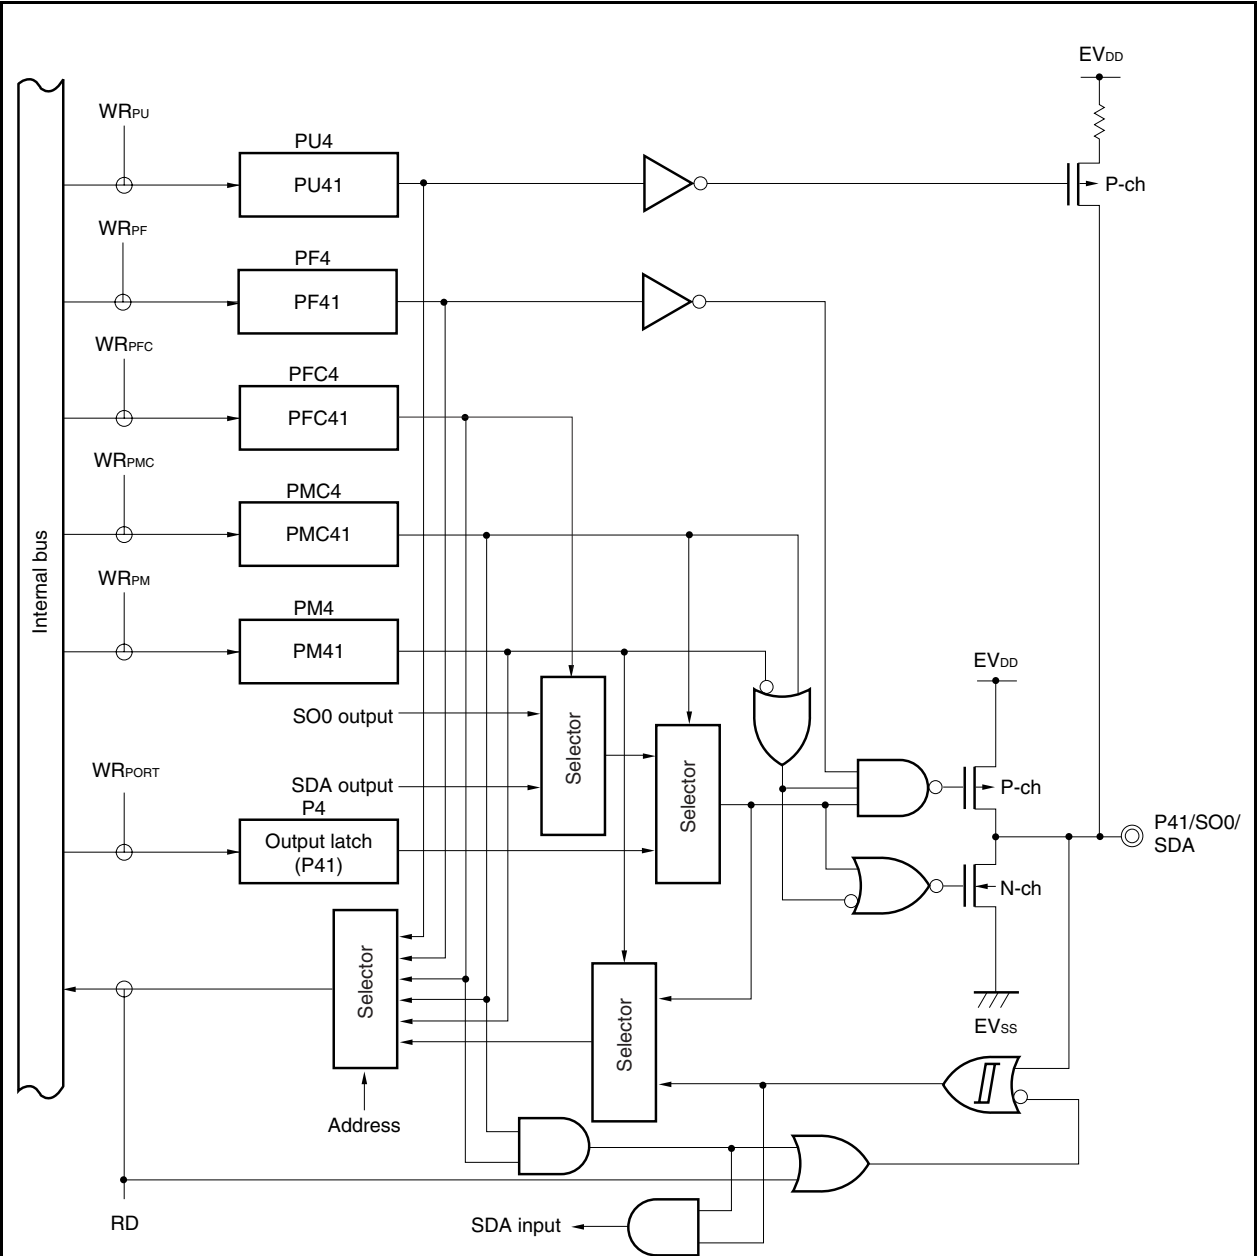 EVDD
WRPU
PU4
PU41
P-ch
WRPF
PF4
PF41
WRPFC
PFC4
PFC41
WRPMC
PMC4
PMC41
Internal bus
WRPM
PM4
PM41
EVDD
SO0 output
Selector
Selector
WRPORT
SDA output
P4
P-ch
Output latch
(P41)
P41/SO0/
SDA
N-ch
Selector
Selector
EVSS
Address
RD
SDA input